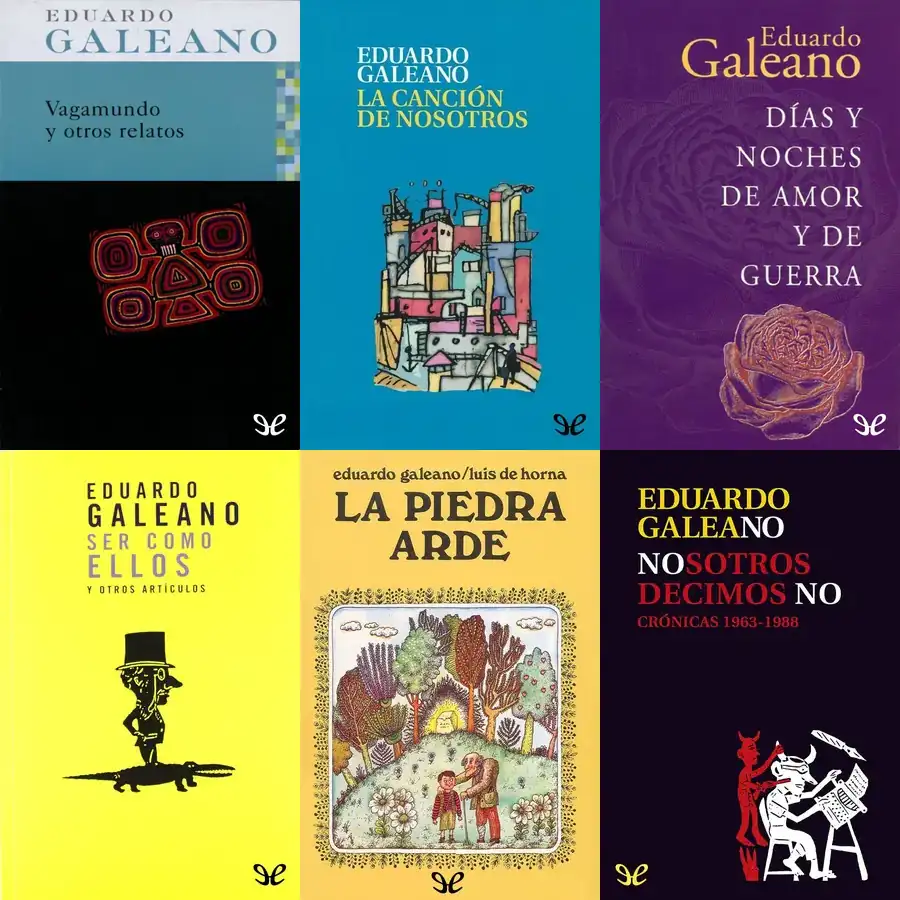 EDUARDO
GALEANO
Vagamundo
y otros relatos
EDUARDO
GALEANO
LA CANCIÓN
DE NOSOTROS
Eduardo
Galeano
DÍAS Y
NOCHES
DE AMOR
Y DE
GUERRA
EDUARDO
GALEANO
SER COMO
ELLOS
Y OTROS ARTÍCULOS
eduardo galeano/luis de horna
LA PIEDRA
ARDE
EDUARDO
GALEANO
NOSOTROS
DECIMOS NO
CRÓNICAS 1963-1988